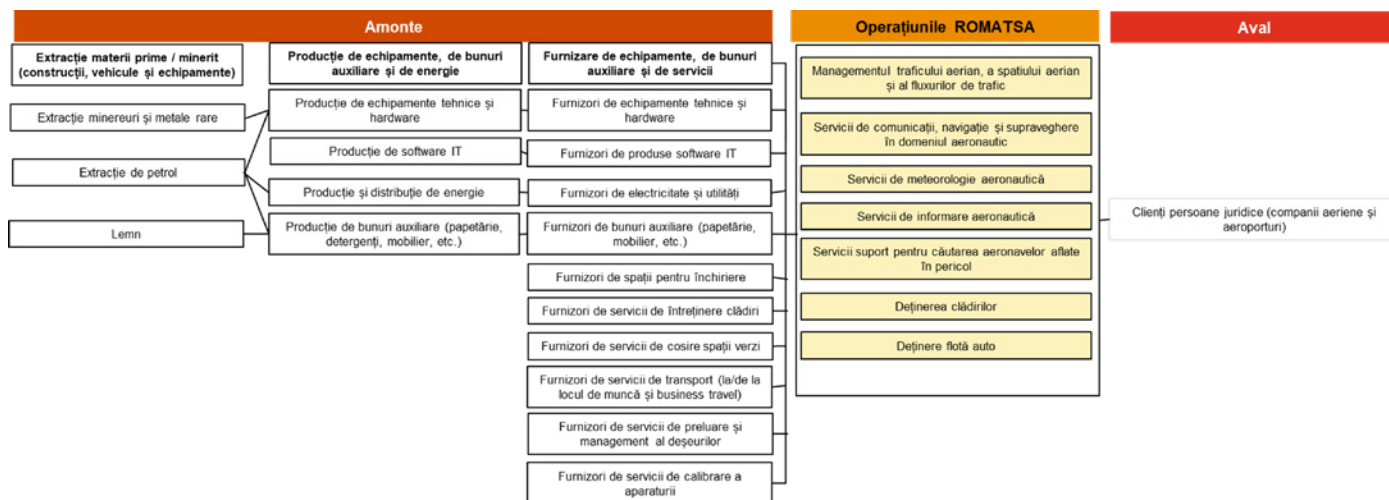 Amonte
Operațiunile ROMATSA
Aval
Extracție materii prime / minerit
(construcții, vehicule și echipamente)
Extracție minereuri și metale rare
Extracție de petrol
Lemn
Producție de echipamente, de bunuri
auxiliare și de energie
Producție de echipamente tehnice și
hardware
Producție de software IT
Producție și distribuție de energie
Producție de bunuri auxiliare (papetărie,
detergenți, mobilier, etc.)
Furnizare de echipamente, de bunuri
auxiliare și de servicii
Furnizori de echipamente tehnice și
hardware
Furnizori de produse software IT
Furnizori de electricitate și utilități
Furnizori de bunuri auxiliare (papetărie,
mobilier, etc.)
Furnizori de spații pentru închiriere
Furnizori de servicii de întreținere clădiri
Furnizori de servicii de cosire spații verzi
Furnizori de servicii de transport (la/de la
locul de muncă și business travel)
Furnizori de servicii de preluare și
management al deșeurilor
Furnizori de servicii de calibrare a
aparaturii
Managementul traficului aerian, a spatiului aerian
și al fluxurilor de trafic
Servicii de comunicații, navigație și supraveghere
în domeniul aeronautic
Servicii de meteorologie aeronautică
Servicii de informare aeronautică
Servicii suport pentru căutarea aeronavelor aflate
în pericol
Deținerea clădirilor
Deținere flotă auto
Clienți persoane juridice (companii aeriene și
aeroporturi)